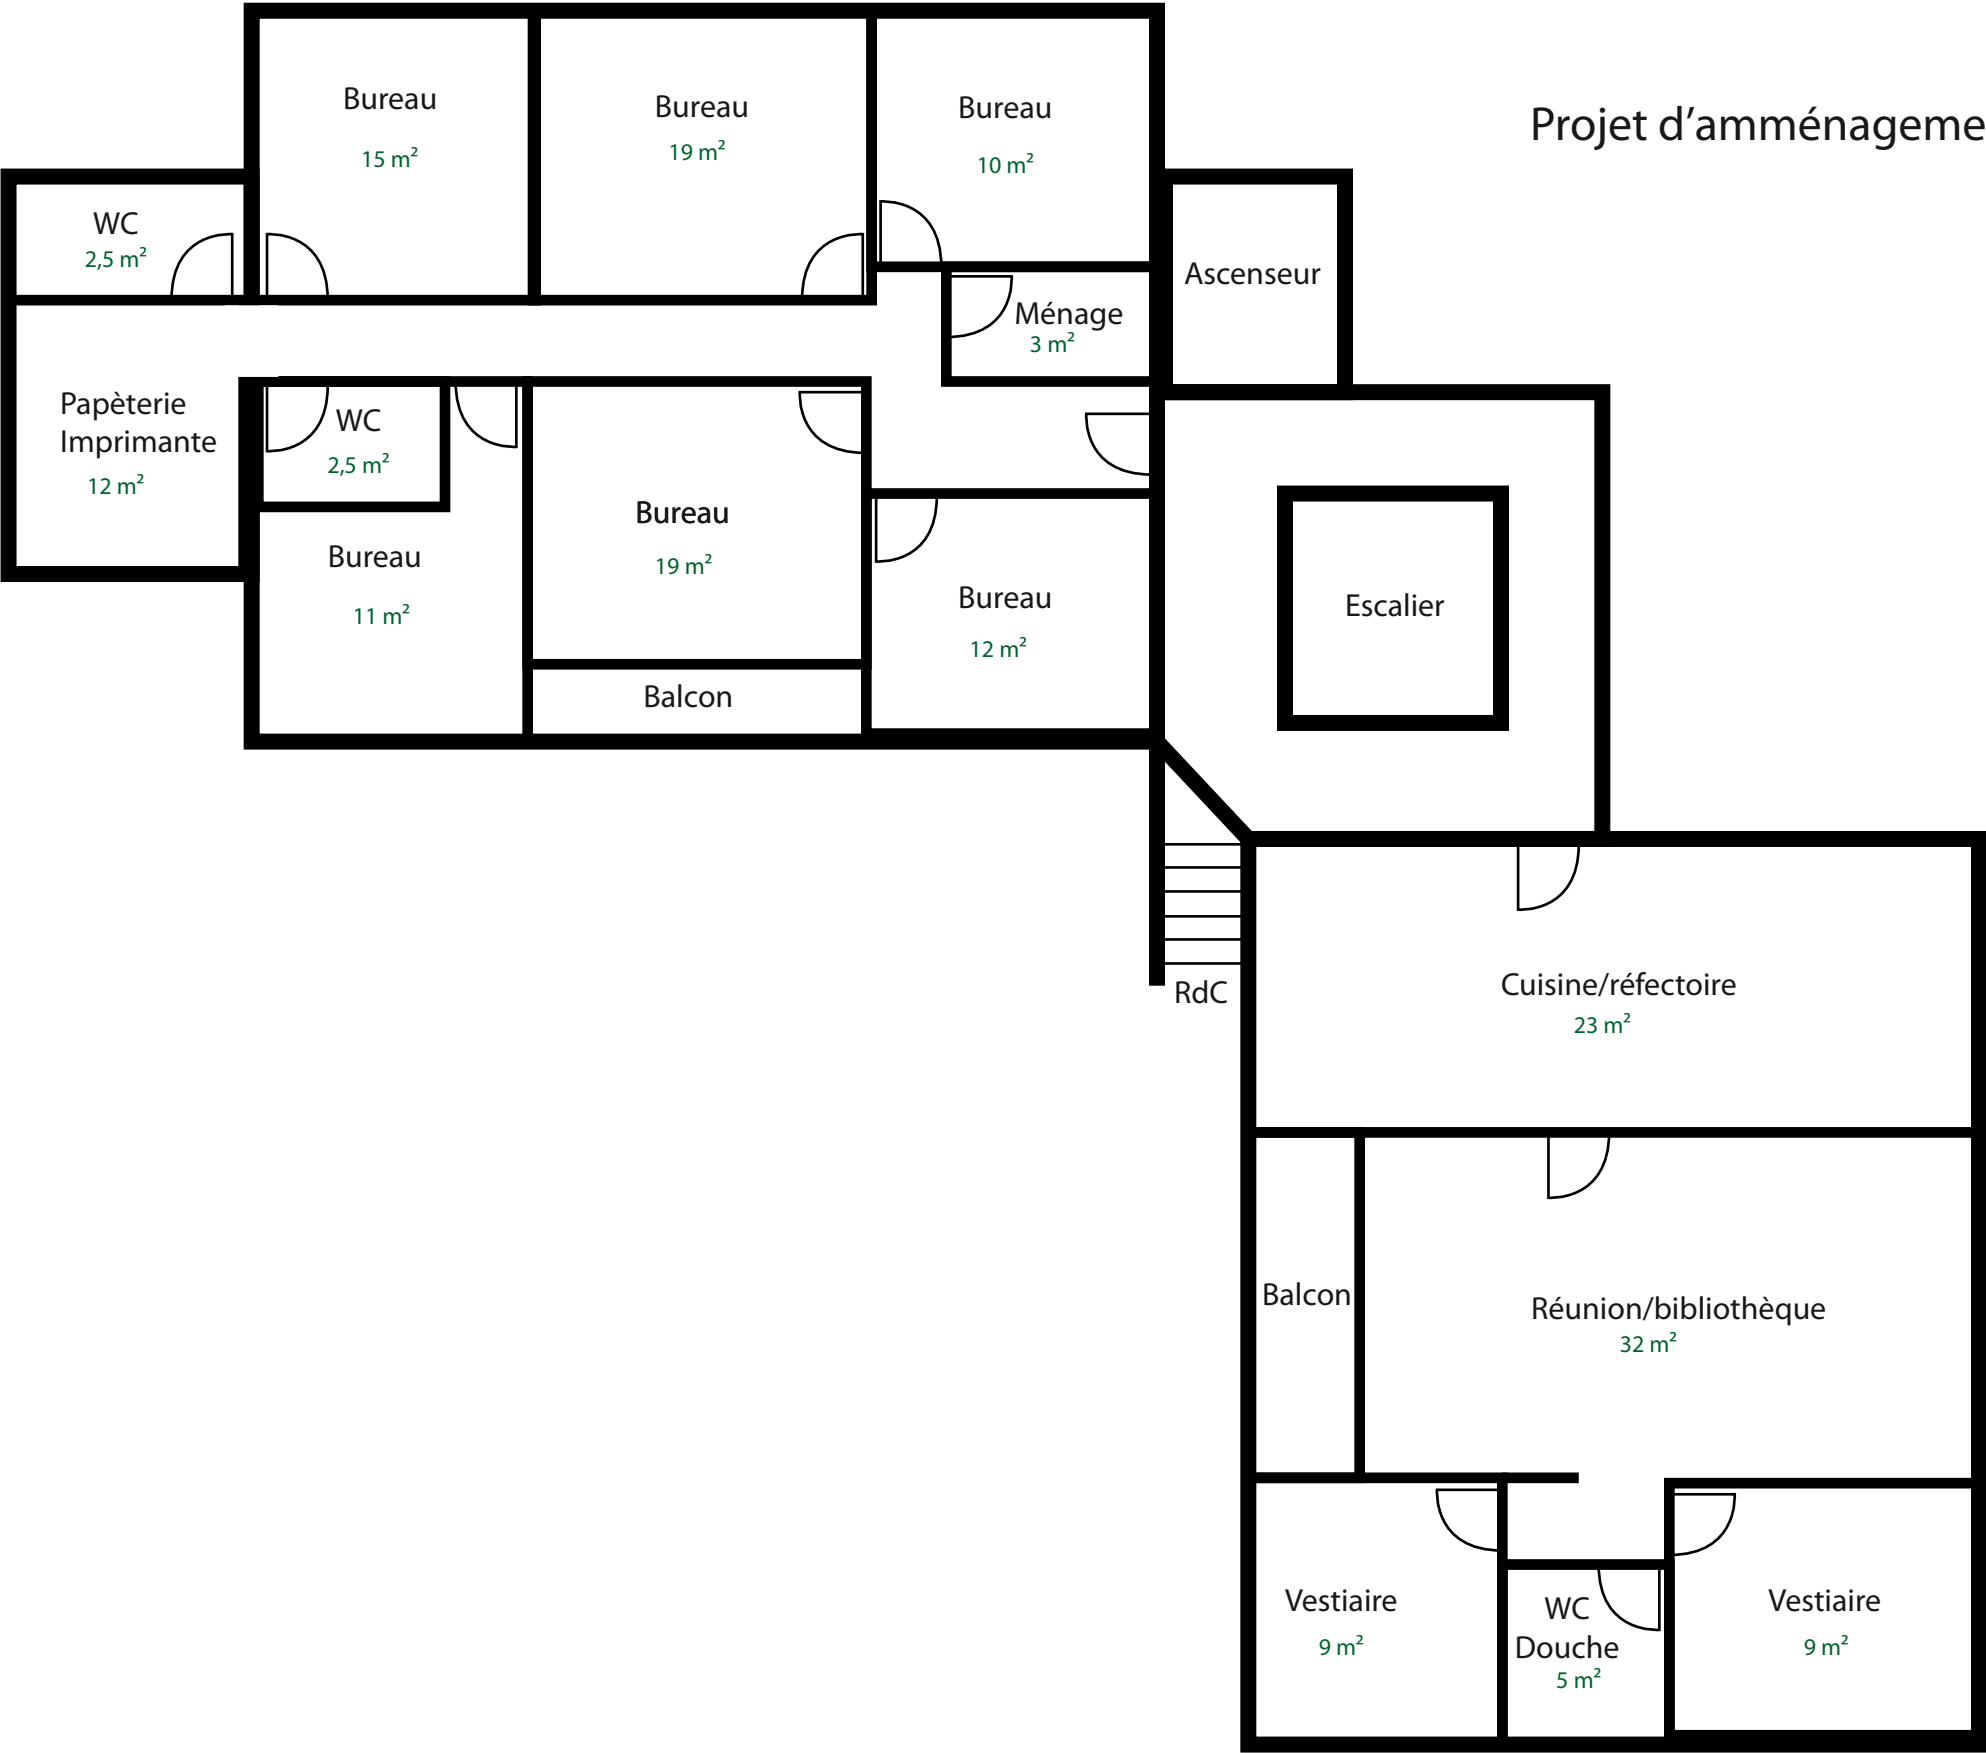 Projet d’amménageme
Bureau
15 m²
Bureau
19 m²
Bureau
10 m²
WC
2,5 m²
Ascenseur
Ménage
3 m²
Papèterie
Imprimante
12 m²
WC
2,5 m²
Bureau
11 m²
Bureau
19 m²
Bureau
12 m²
Balcon
Escalier
RdC
Cuisine/réfectoire
23 m²
Balcon
Réunion/bibliothèque
32 m²
Vestiaire
9 m²
WC
Douche
5 m²
Vestiaire
9 m²